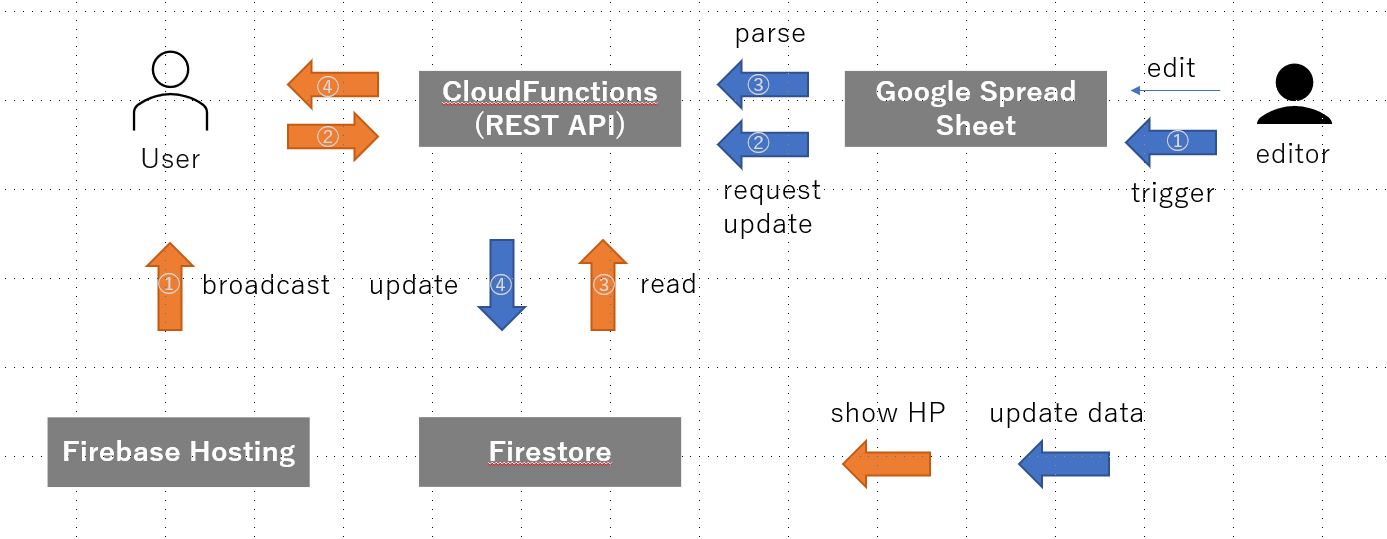 parse
④
CloudFunctions
(REST API)
③
Google Spread
Sheet
edit
②
②
①
User
editor
request
update
trigger
①
broadcast
update
④
③
read
show HP
update data
Firebase Hosting
Firestore